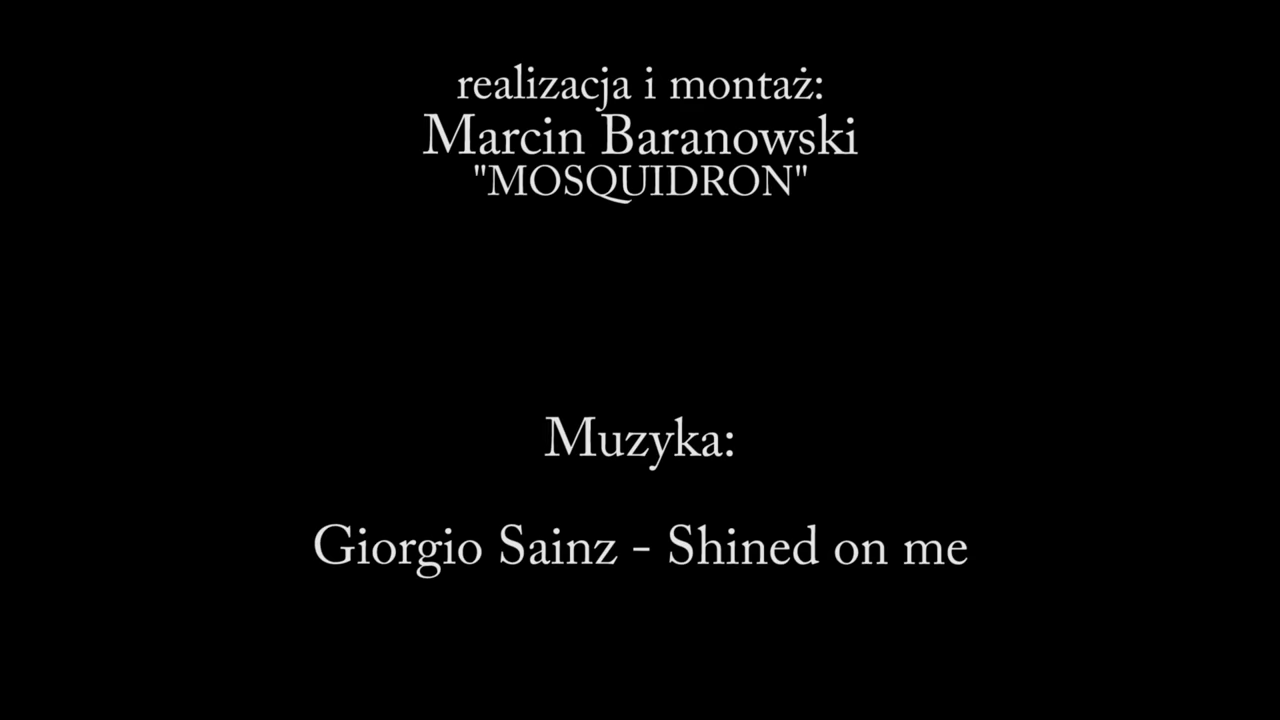 realizacja i montaż:
Marcin Baranowski
"MOSQUIDRON"
Muzyka:
Giorgio Sainz - Shined on me